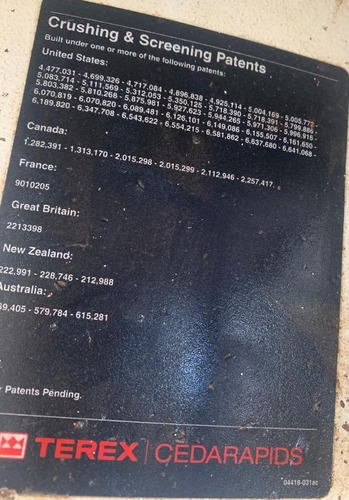 Crushing & Screening Patents
Built under one or more of the following patents:
United States:
4.477,031 - 4.699,326 - 4.717,084 - 4.896,838 - 4.925,114 - 5.004,169 - 5.005,773
5.083,714 - 5.111,569 - 5.312,053 - 5.350,125 - 5.718,390 - 5.718,391 - 5.799,886 -
5.803,382 - 5.810,268 - 5.875,981 - 5.927,623 - 5.944,265 - 5.971,306 - 5.996,916 -
6.070,819 - 6.070,820 - 6.089,481 - 6.126,101 - 6.149,086 - 6.155,507 - 6.161,650 -
6.189,820 - 6.347,708 - 6,543,622 - 6,554,215 - 6.581,862 - 6,637,680 - 6,641,068 -
Canada:
1.282,391 - 1.313,170 - 2,015,298 - 2,015,299 - 2,112,946 - 2,257,417
France:
9010205
Great Britain:
2213398
New Zealand:
222,991 - 228,746 - 212,988
Australia:
69,405 - 579,784 - 615,281
Patents Pending.
TEREX | CEDARAPIDS
04418-031ac